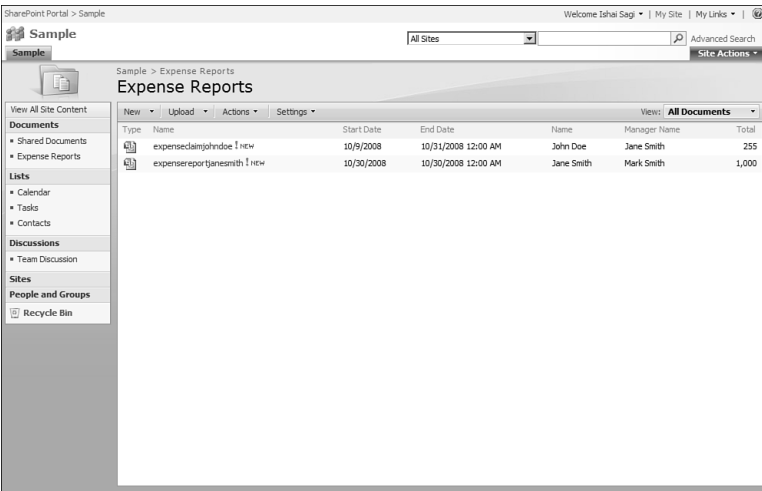 SharePoint Portal > Sample
Welcome Ishai Sagi | My Site | My Links |
Sample
All Sites
Advanced Search
Sample
Site Actions
Sample > Expense Reports
Expense Reports
View All Site Content
New Upload Actions Settings
View: All Documents
Documents
Shared Documents
Expense Reports
Lists
Calendar
Tasks
Contacts
Discussions
Team Discussion
Sites
People and Groups
Recycle Bin
Type Name Start Date End Date Name Manager Name Total
expenseclaimjohndoe ! NEW 10/9/2008 10/31/2008 12:00 AM John Doe Jane Smith 255
expensereportjanesmith ! NEW 10/30/2008 10/30/2008 12:00 AM Jane Smith Mark Smith 1,000